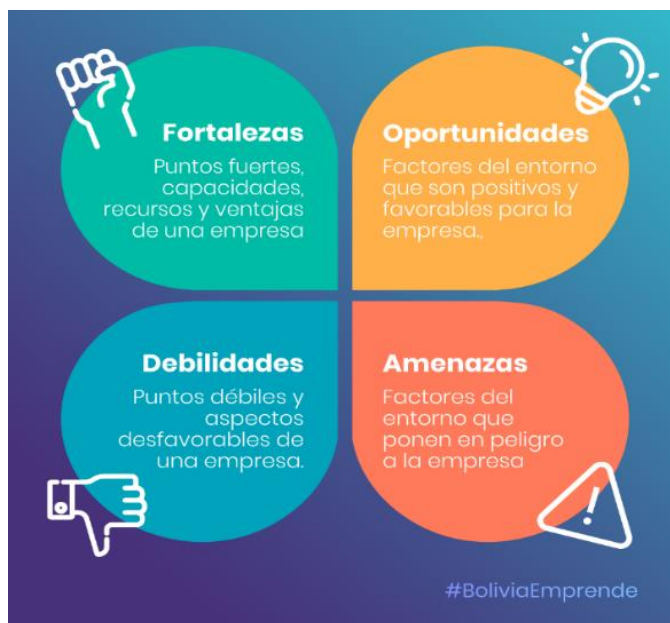 Fortalezas
Puntos fuertes,
capacidades,
recursos y ventajas
de una empresa
Oportunidades
Factores del entorno
que son positivos y
favorables para la
empresa.,
Debilidades
Puntos débiles y
aspectos
desfavorables de
una empresa.
Amenazas
Factores del
entorno que
ponen en peligro
a la empresa
#BoliviaEmprende